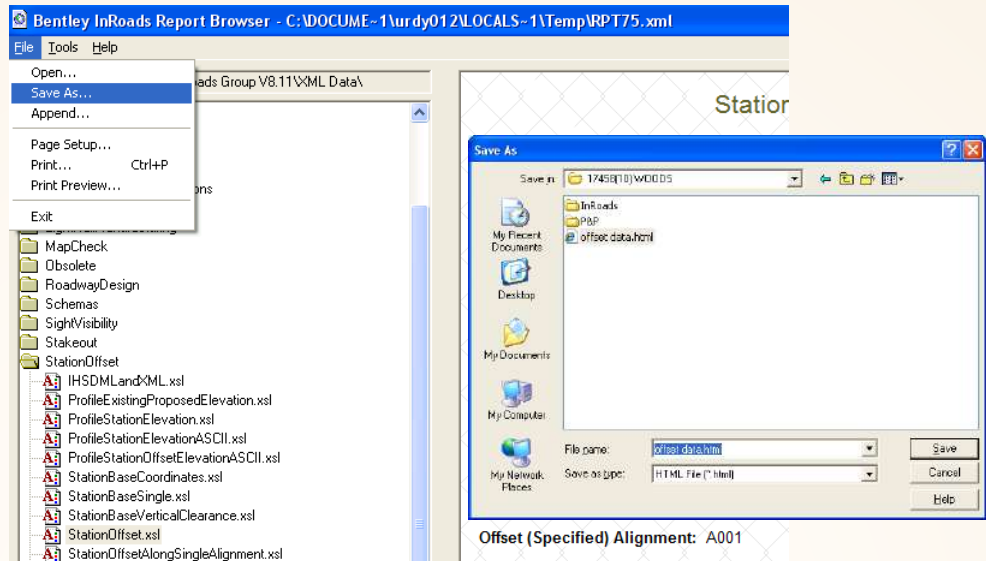 Bentley InRoads Report Browser - C:\DOCUME~1\urdy012\LOCALS~1\Temp\RPT75.xml
File Tools Help
Open...
Save As...
Append...
Page Setup...
Print... Ctrl+P
Print Preview...
Exit
ads Group V8.11\XML Data\
ons
MapCheck
Obsolete
RoadwayDesign
Schemas
SightVisibility
Stakeout
StationOffset
IHSDMLandXML.xsl
ProfileExistingProposedElevation.xsl
ProfileStationElevation.xsl
ProfileStationElevationASCII.xsl
ProfileStationOffsetElevationASCII.xsl
StationBaseCoordinates.xsl
StationBaseSingle.xsl
StationBaseVerticalClearance.xsl
StationOffset.xsl
StationOffsetAlongSingleAlignment.xsl
Station
Save As
Save in: 17458(10)WOODS
InRoads
P&P
offset data.html
My Recent
Documents
Desktop
My Documents
My Computer
My Network
Places
File name: offset data.html
Save as type: HTML File (*.html)
Save
Cancel
Help
Offset (Specified) Alignment: A001